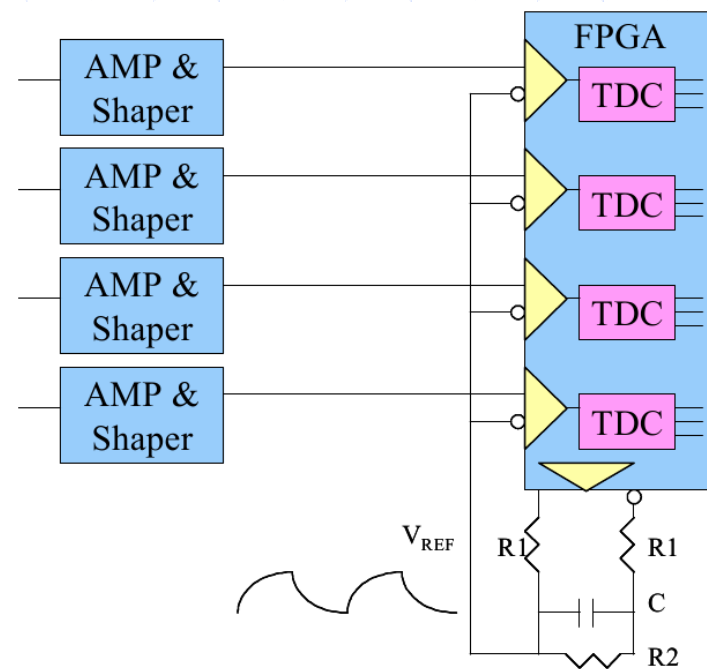 FPGA
AMP &
Shaper
TDC
AMP &
Shaper
TDC
AMP &
Shaper
TDC
AMP &
Shaper
TDC
VREF
R1
R1
C
R2